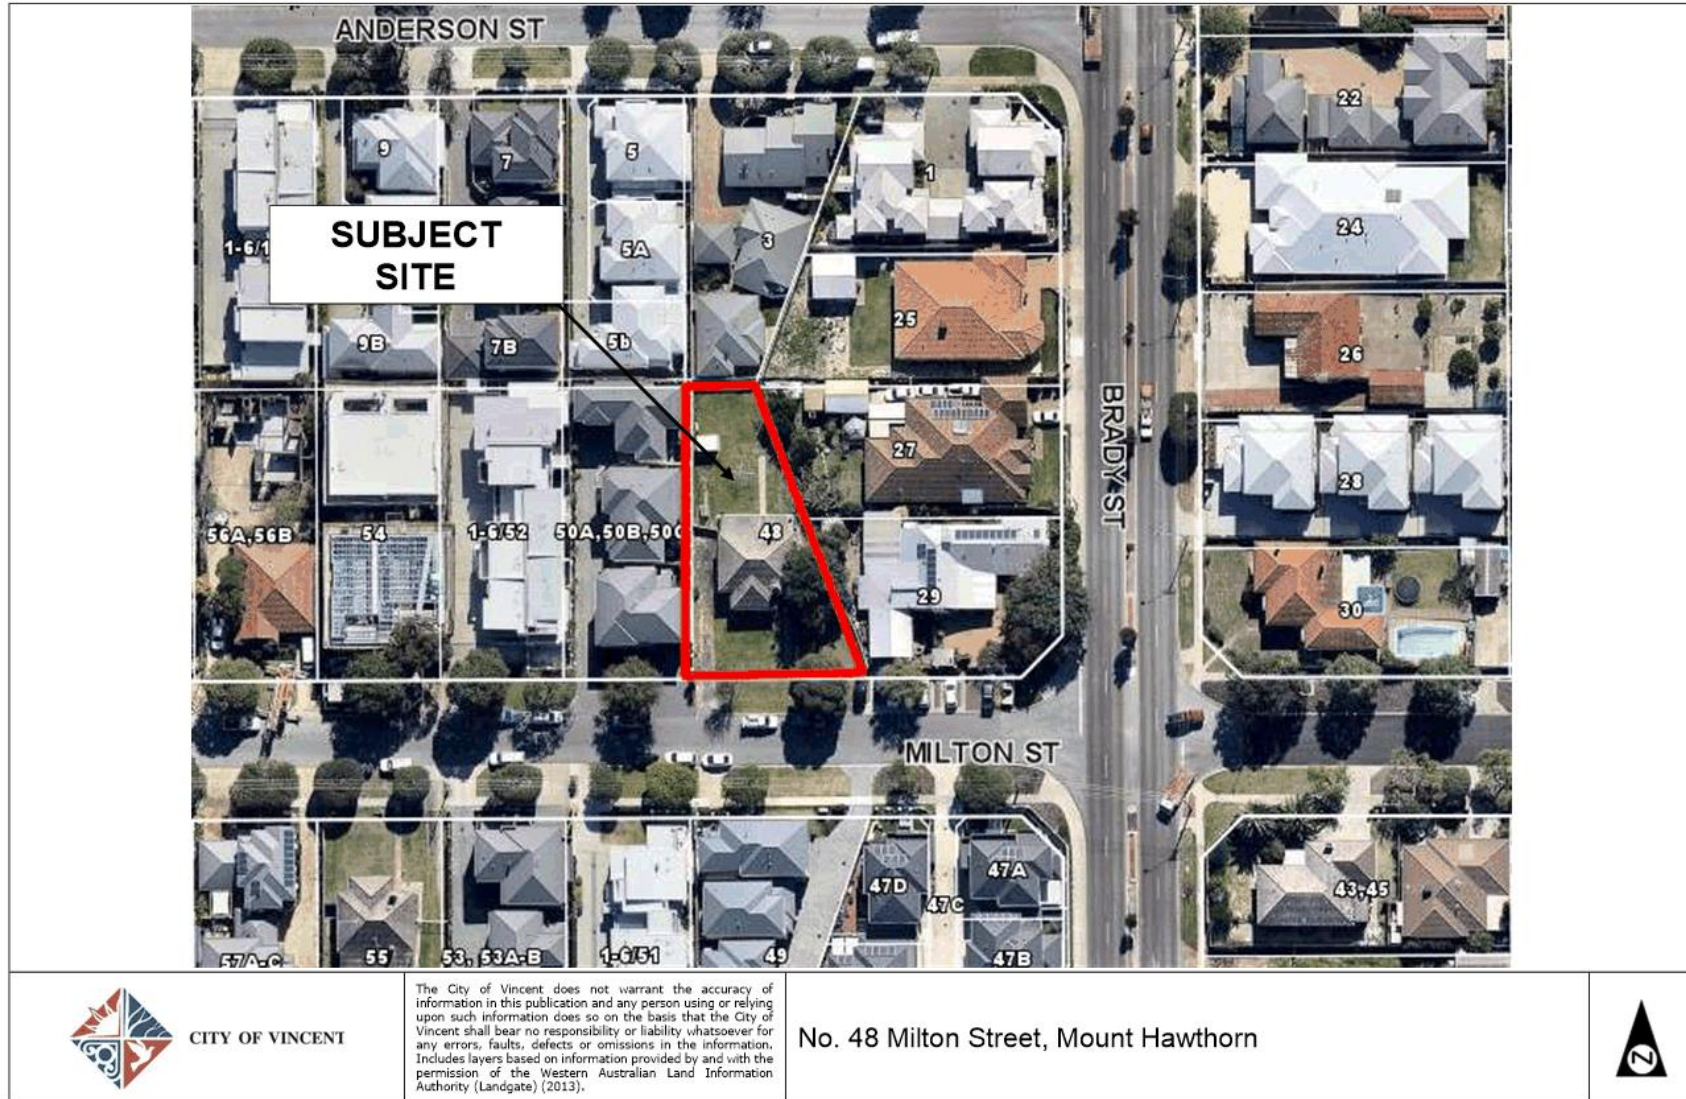 ANDERSON ST
9
7
5
1
22
SUBJECT
SITE
1-6/1
5A
3
24
9B
7B
5b
25
26
BRADY ST
27
28
56A,56B
54
1-6/52
50A,50B,50C
48
29
30
MILTON ST
47D
47A
47C
43,45
57A-C
55
53, 53A-B
1-6/51
49
47B
CITY OF VINCENT
The City of Vincent does not warrant the accuracy of
information in this publication and any person using or relying
upon such information does so on the basis that the City of
Vincent shall bear no responsibility or liability whatsoever for
any errors, faults, defects or omissions in the information.
Includes layers based on information provided by and with the
permission of the Western Australian Land Information
Authority (Landgate) (2013).
No. 48 Milton Street, Mount Hawthorn
N